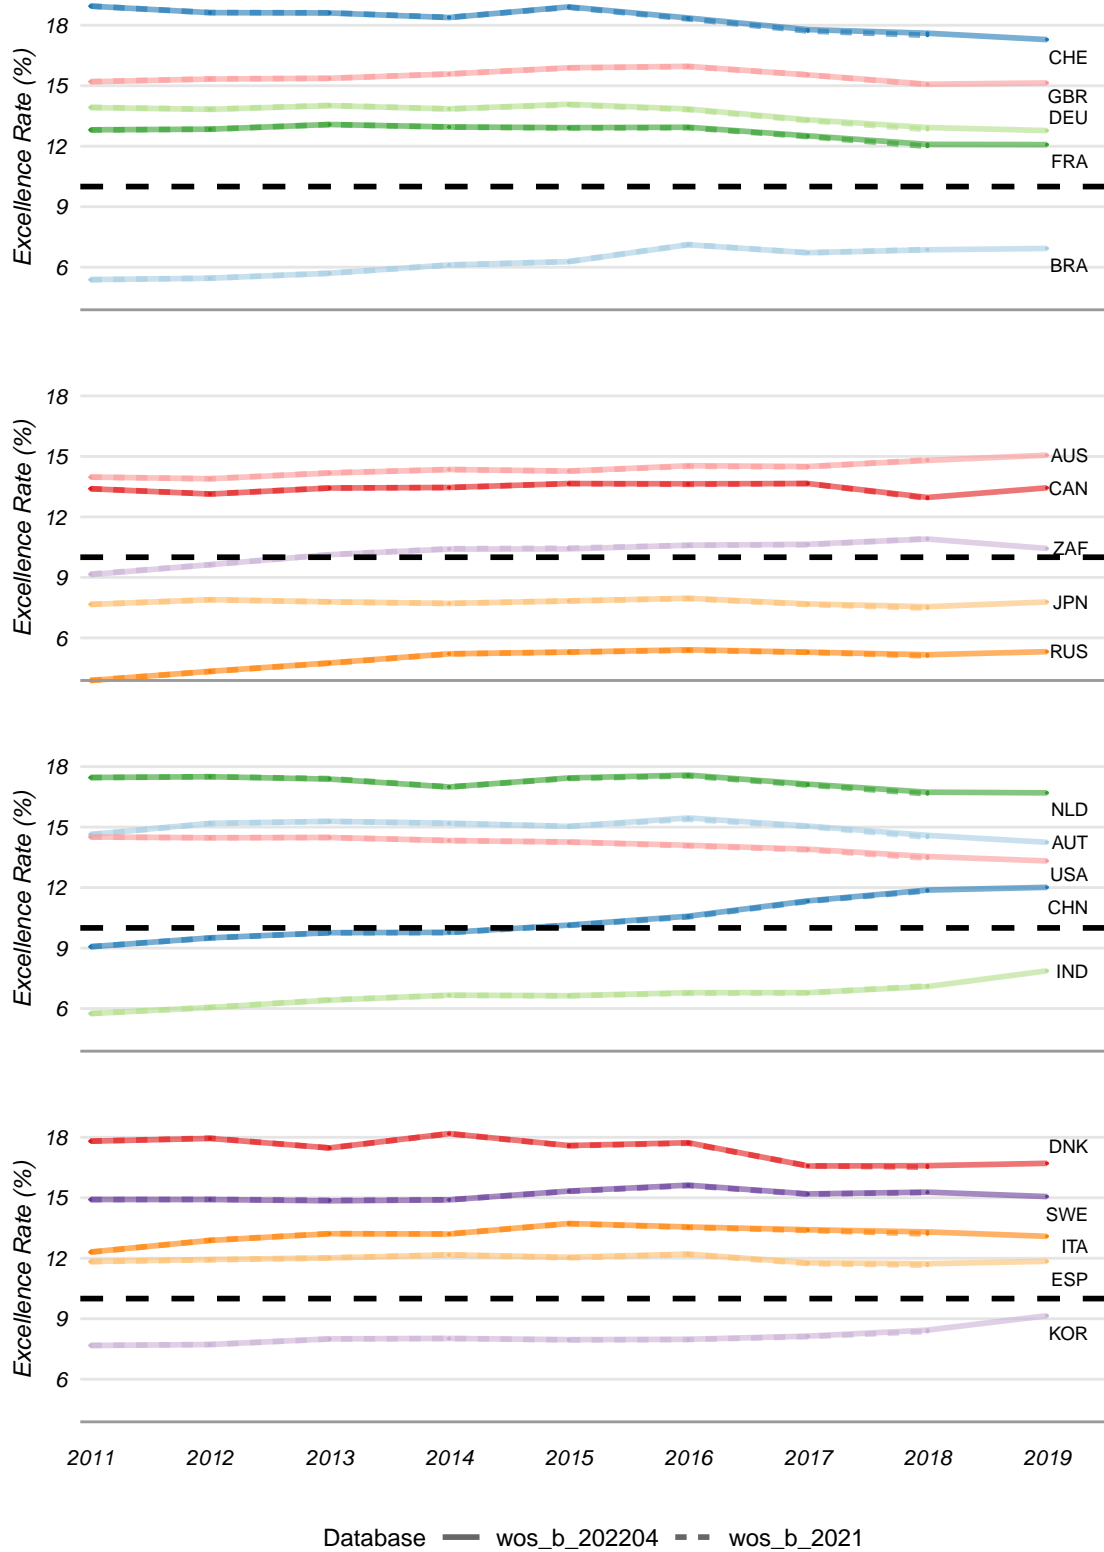 Excellence Rate (%)
18
15
12
9
6
CHE
GBR
DEU
FRA
BRA
Excellence Rate (%)
18
15
12
9
6
AUS
CAN
ZAF
JPN
RUS
Excellence Rate (%)
18
15
12
9
6
NLD
AUT
USA
CHN
IND
Excellence Rate (%)
18
15
12
9
6
DNK
SWE
ITA
ESP
KOR
2011 2012 2013 2014 2015 2016 2017 2018 2019
Database wos_b_202204 wos_b_2021